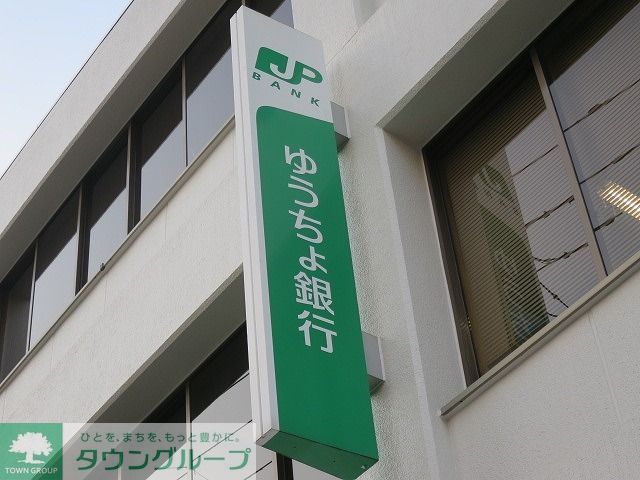 JP
BANK
ゆうちょ銀行
ひとを、まちを、もっと豊かに。
TOWN GROUP
タウングループ